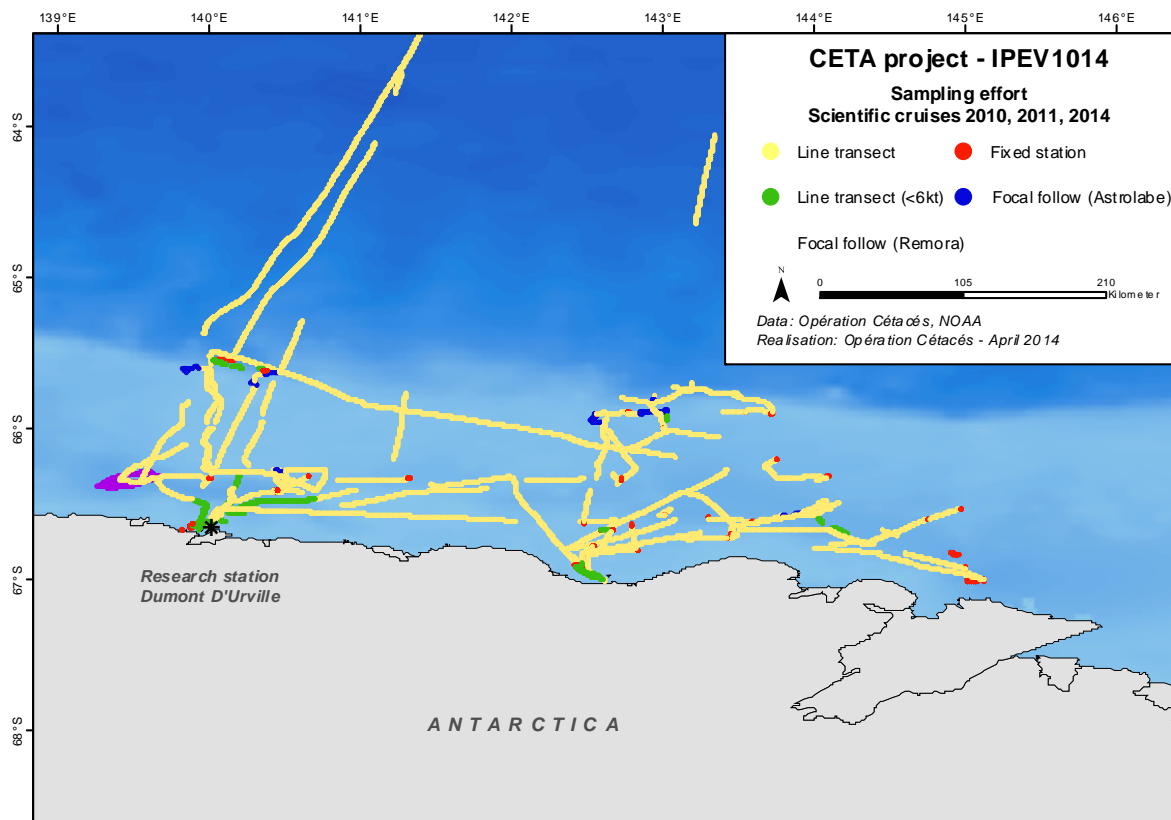 139°E 140°E 141°E 142°E 143°E 144°E 145°E 146°E
CETA project - IPEV1014
Sampling effort
Scientific cruises 2010, 2011, 2014
Line transect
Fixed station
Line transect (<6kt)
Focal follow (Astrolabe)
Focal follow (Remora)
N
0 105 210
Kilometer
Data: Opération Cétacés, NOAA
Realisation: Opération Cétacés - April 2014
64°S
65°S
66°S
67°S
68°S
Research station
Dumont D'Urville
ANTARCTICA